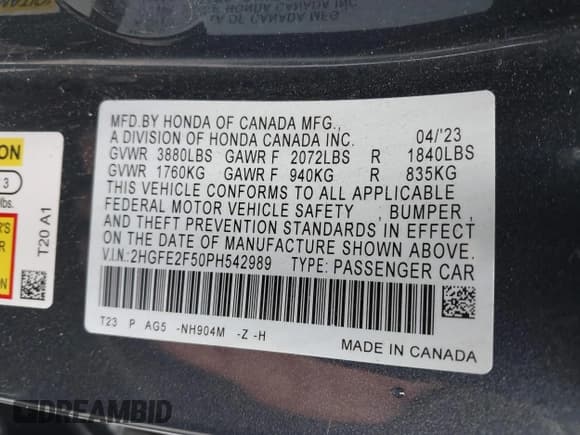 MFD.BY HONDA OF CANADA MFG.,
A DIVISION OF HONDA CANADA INC. 04/'23
GVWR 3880LBS GAWR F 2072LBS R 1840LBS
GVWR 1760KG GAWR F 940KG R 835KG
THIS VEHICLE CONFORMS TO ALL APPLICABLE
FEDERAL MOTOR VEHICLE SAFETY , BUMPER ,
AND THEFT PREVENTION STANDARDS IN EFFECT
ON THE DATE OF MANUFACTURE SHOWN ABOVE.
V.I.N.:2HGFE2F50PH542989 TYPE: PASSENGER CAR
T23 P AG5 -NH904M -Z -H
MADE IN CANADA
ON
3
lbs.
T20 A1
DREAMBID